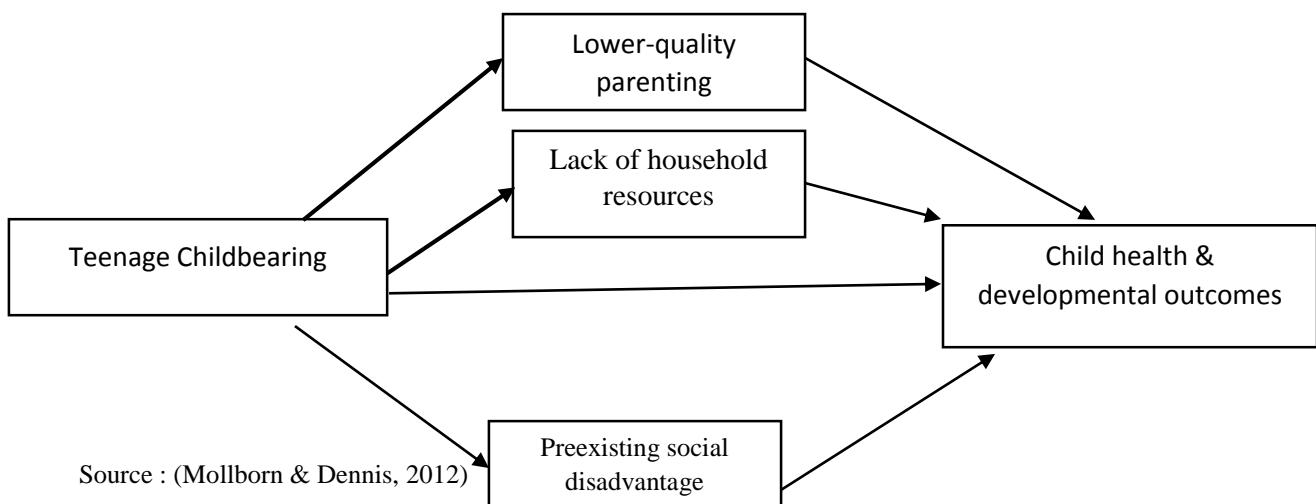 Lower-quality
parenting
Lack of household
resources
Teenage Childbearing
Child health &
developmental outcomes
Preexisting social
disadvantage
Source : (Mollborn & Dennis, 2012)